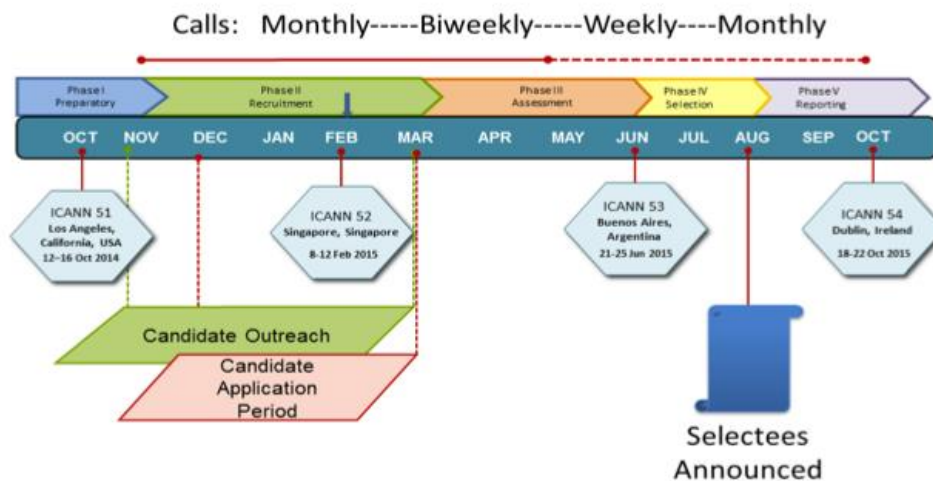 Calls: Monthly-----Biweekly-----Weekly----Monthly
Phase I
Preparatory
Phase II
Recruitment
Phase III
Assessment
Phase IV
Selection
Phase V
Reporting
OCT NOV DEC JAN FEB MAR APR MAY JUN JUL AUG SEP OCT
ICANN 51
Los Angeles,
California, USA
12–16 Oct 2014
ICANN 52
Singapore, Singapore
8-12 Feb 2015
ICANN 53
Buenos Aires,
Argentina
21-25 Jun 2015
ICANN 54
Dublin, Ireland
18-22 Oct 2015
Candidate Outreach
Candidate
Application
Period
Selectees
Announced